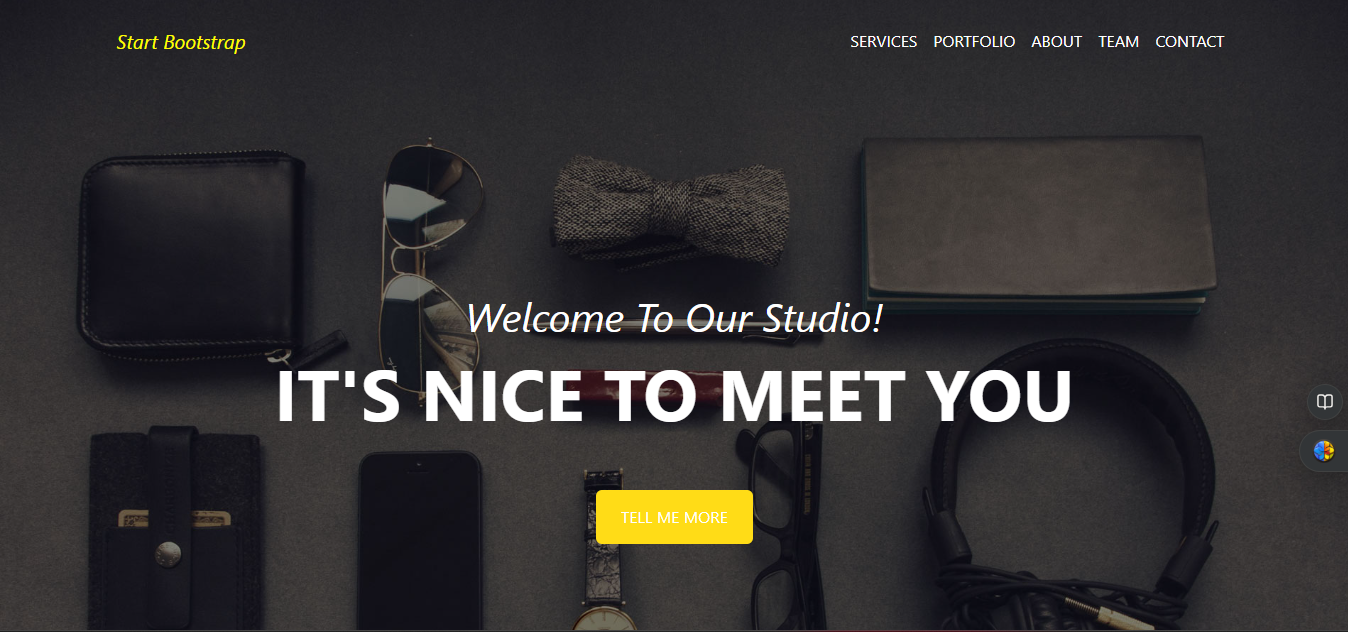 Start Bootstrap
SERVICES PORTFOLIO ABOUT TEAM CONTACT
Welcome To Our Studio!
IT'S NICE TO MEET YOU
TELL ME MORE